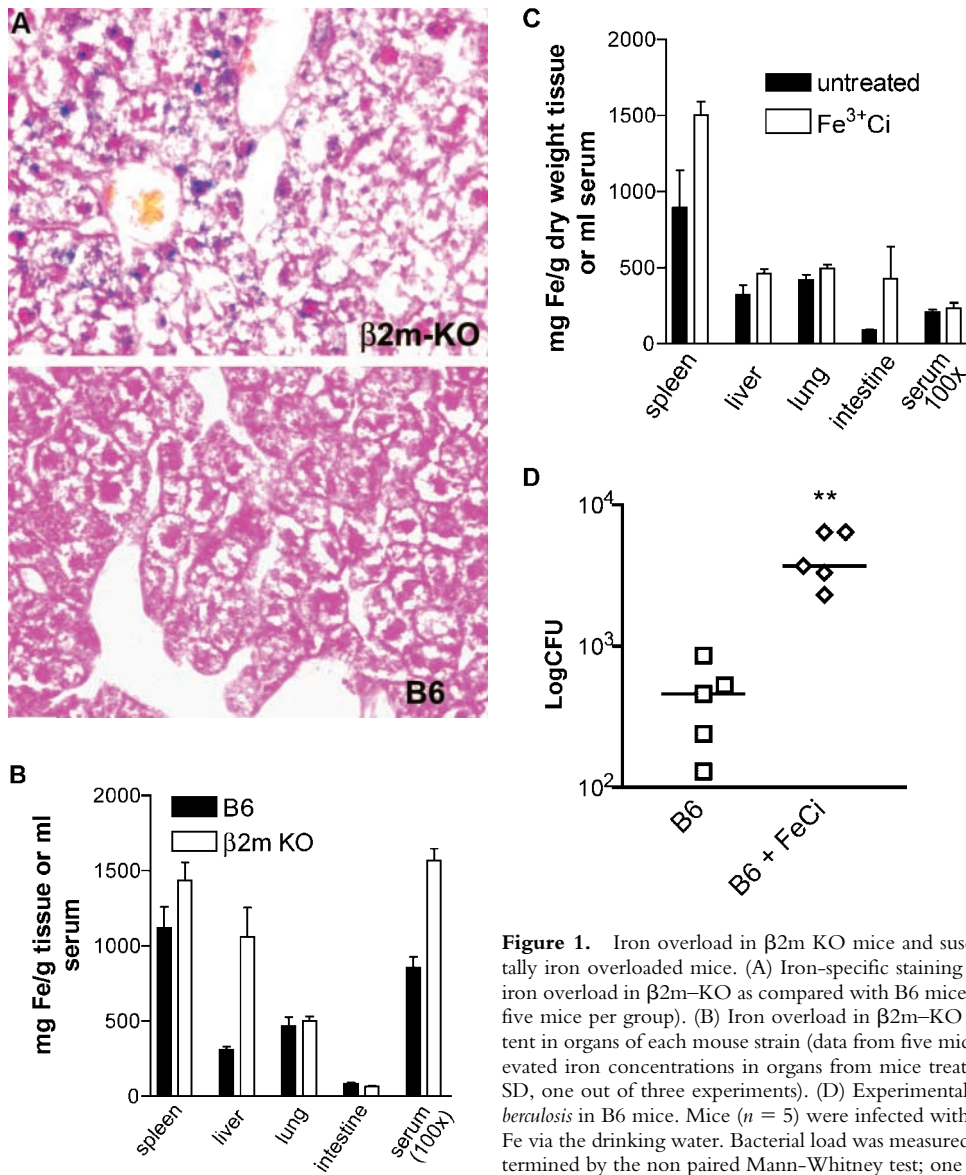 A
β2m-KO
B6
B
mg Fe/g tissue or ml
serum
2000
1500
1000
500
0
B6
β2m KO
spleen
liver
lung
intestine
serum
(100x)
C
mg Fe/g dry weight tissue
or ml serum
2000
1500
1000
500
0
untreated
Fe³⁺Ci
spleen
liver
lung
intestine
serum
100x
D
LogCFU
10⁴
10³
10²
**
B6
B6 + FeCi
Figure 1. Iron overload in β2m KO mice and sus
tally iron overloaded mice. (A) Iron-specific staining
iron overload in β2m–KO as compared with B6 mice
five mice per group). (B) Iron overload in β2m–KO
tent in organs of each mouse strain (data from five mic
evated iron concentrations in organs from mice treat
SD, one out of three experiments). (D) Experimental
berculosis in B6 mice. Mice (n = 5) were infected with
Fe via the drinking water. Bacterial load was measured
termined by the non paired Mann-Whitney test; one